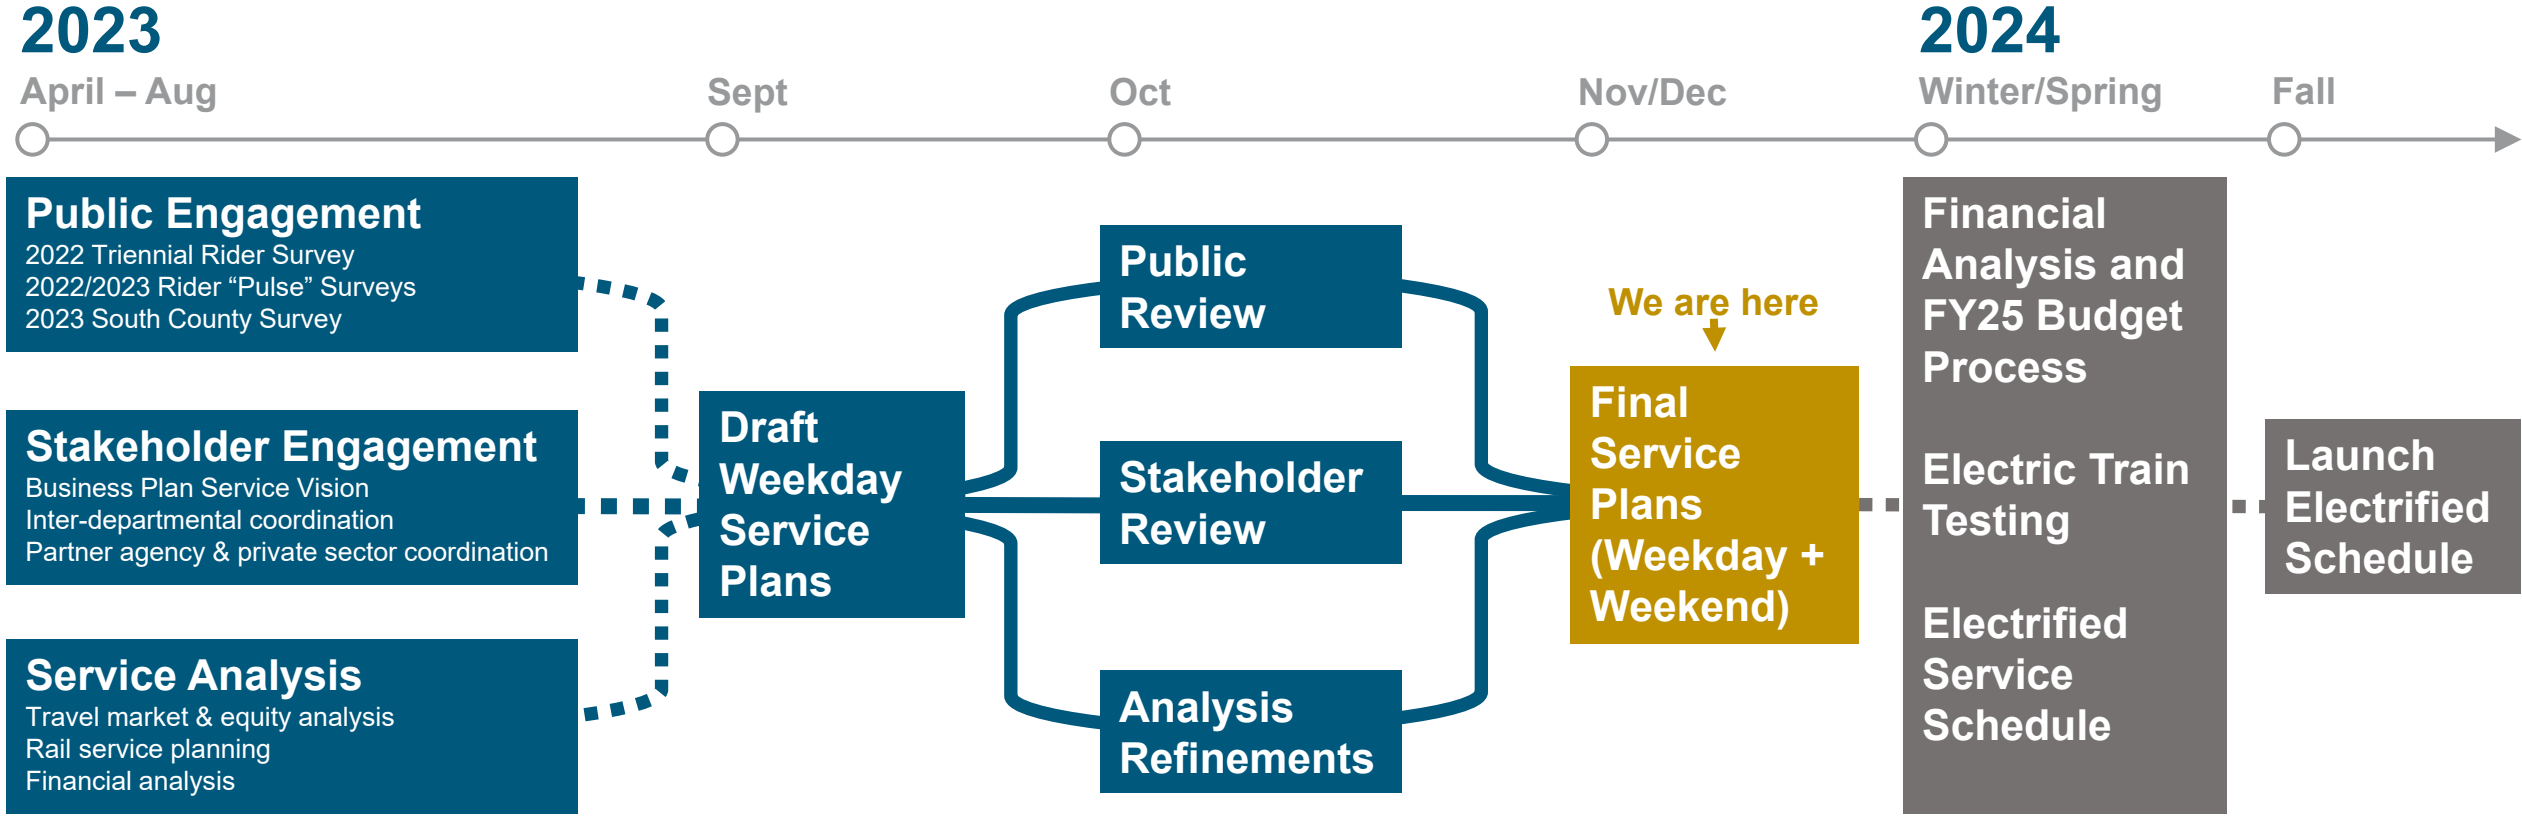 2023
2024
April – Aug
Sept
Oct
Nov/Dec
Winter/Spring
Fall
Public Engagement
2022 Triennial Rider Survey
2022/2023 Rider “Pulse” Surveys
2023 South County Survey
Stakeholder Engagement
Business Plan Service Vision
Inter-departmental coordination
Partner agency & private sector coordination
Service Analysis
Travel market & equity analysis
Rail service planning
Financial analysis
Draft
Weekday
Service
Plans
Public
Review
Stakeholder
Review
Analysis
Refinements
We are here
Final
Service
Plans
(Weekday +
Weekend)
Financial
Analysis and
FY25 Budget
Process
Electric Train
Testing
Electrified
Service
Schedule
Launch
Electrified
Schedule